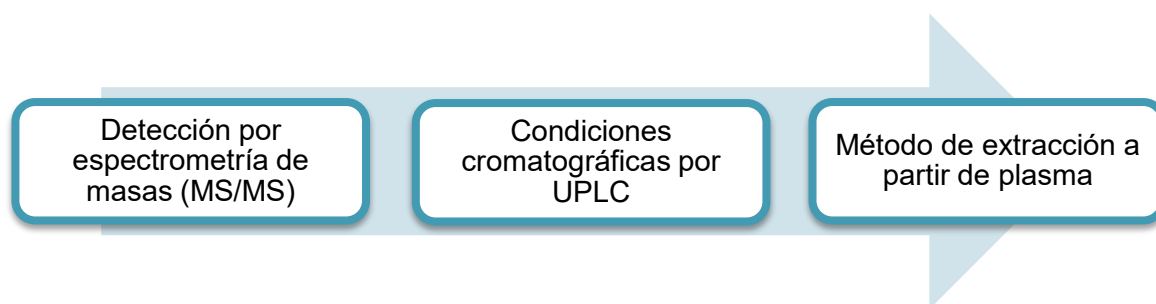 Detección por
espectrometría de
masas (MS/MS)
Condiciones
cromatográficas por
UPLC
Método de extracción a
partir de plasma